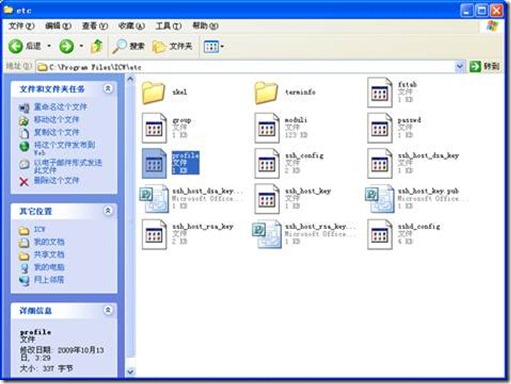 etc
文件(F) 编辑(E) 查看(V) 收藏(A) 工具(T) 帮助(H)
后退 搜索 文件夹
地址(D) C:\Program Files\ICW\etc 转到
文件和文件夹任务
重命名这个文件
移动这个文件
复制这个文件
将这个文件发布到
Web
以电子邮件形式发送
此文件
删除这个文件
其它位置
ICW
我的文档
共享文档
我的电脑
网上邻居
详细信息
profile
文件
修改日期: 2009年10月13
日, 3:29
大小: 337 字节
skel
terminfo
fstab
文件
1 KB
group
文件
1 KB
moduli
文件
123 KB
passwd
文件
1 KB
profile
文件
1 KB
ssh_config
文件
2 KB
ssh_host_dsa_key
文件
1 KB
ssh_host_dsa_key...
Microsoft Office...
1 KB
ssh_host_key
文件
1 KB
ssh_host_key.pub
Microsoft Office...
1 KB
ssh_host_rsa_key
文件
2 KB
ssh_host_rsa_key...
Microsoft Office...
1 KB
sshd_config
文件
4 KB